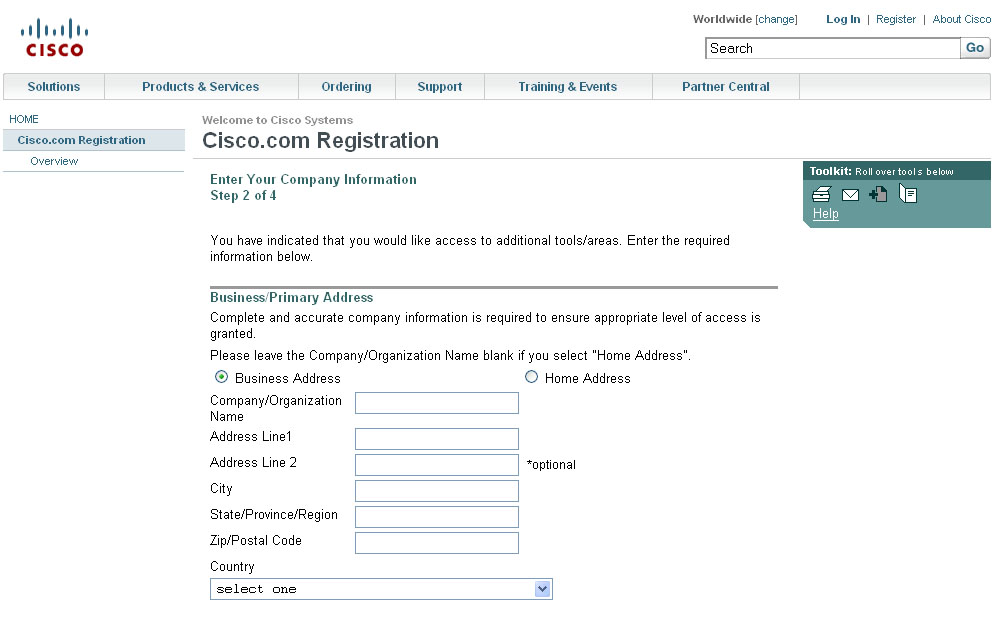 Worldwide [change] Log In | Register | About Cisco
CISCO
Search Go
Solutions Products & Services Ordering Support Training & Events Partner Central
HOME
Cisco.com Registration
Overview
Welcome to Cisco Systems
Cisco.com Registration
Toolkit: Roll over tools below
Help
Enter Your Company Information
Step 2 of 4
You have indicated that you would like access to additional tools/areas. Enter the required
information below.
Business/Primary Address
Complete and accurate company information is required to ensure appropriate level of access is
granted.
Please leave the Company/Organization Name blank if you select "Home Address".
Business Address Home Address
Company/Organization
Name
Address Line1
Address Line 2 *optional
City
State/Province/Region
Zip/Postal Code
Country
select one